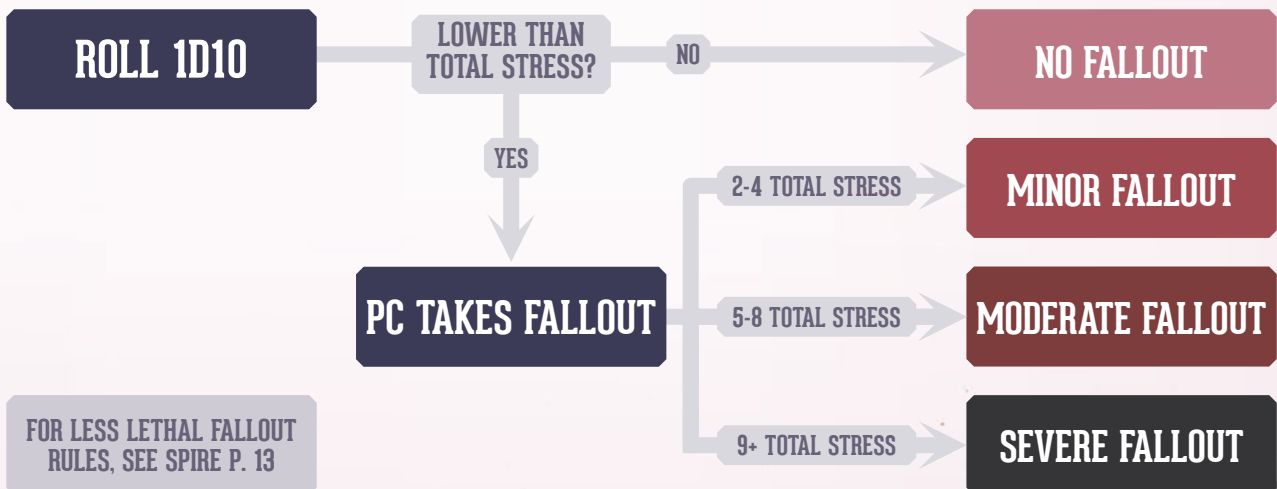 ROLL 1D10
LOWER THAN
TOTAL STRESS?
NO
NO FALLOUT
YES
2-4 TOTAL STRESS
MINOR FALLOUT
PC TAKES FALLOUT
5-8 TOTAL STRESS
MODERATE FALLOUT
FOR LESS LETHAL FALLOUT
RULES, SEE SPIRE P. 13
9+ TOTAL STRESS
SEVERE FALLOUT